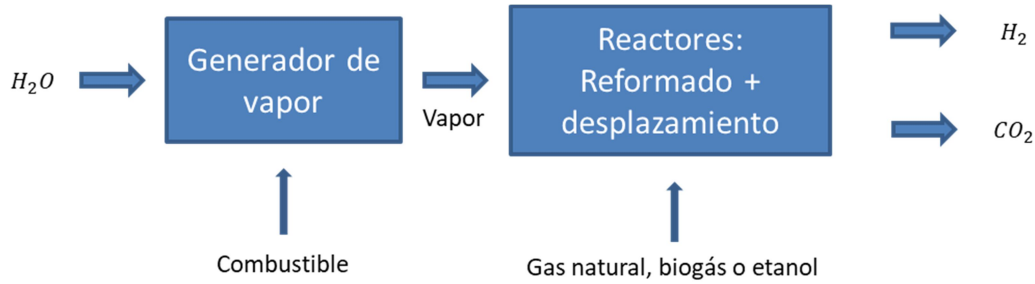 H₂O
Generador de
vapor
Vapor
Reactores:
Reformado +
desplazamiento
H₂
CO₂
Combustible
Gas natural, biogás o etanol